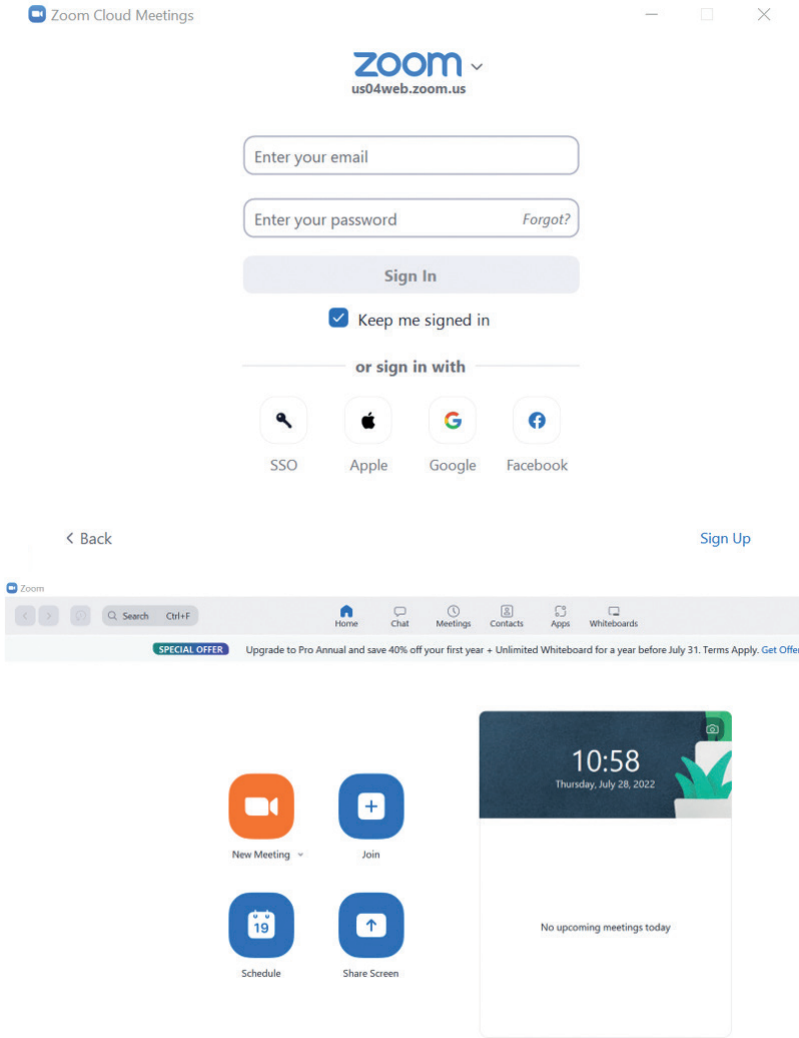 Zoom Cloud Meetings
zoom
us04web.zoom.us
Enter your email
Enter your password Forgot?
Sign In
Keep me signed in
or sign in with
SSO Apple Google Facebook
Back Sign Up
Zoom
Search Ctrl+F
Home Chat Meetings Contacts Apps Whiteboards
SPECIAL OFFER Upgrade to Pro Annual and save 40% off your first year + Unlimited Whiteboard for a year before July 31. Terms Apply. Get Offer
10:58
Thursday, July 28, 2022
New Meeting Join
19
No upcoming meetings today
Schedule Share Screen